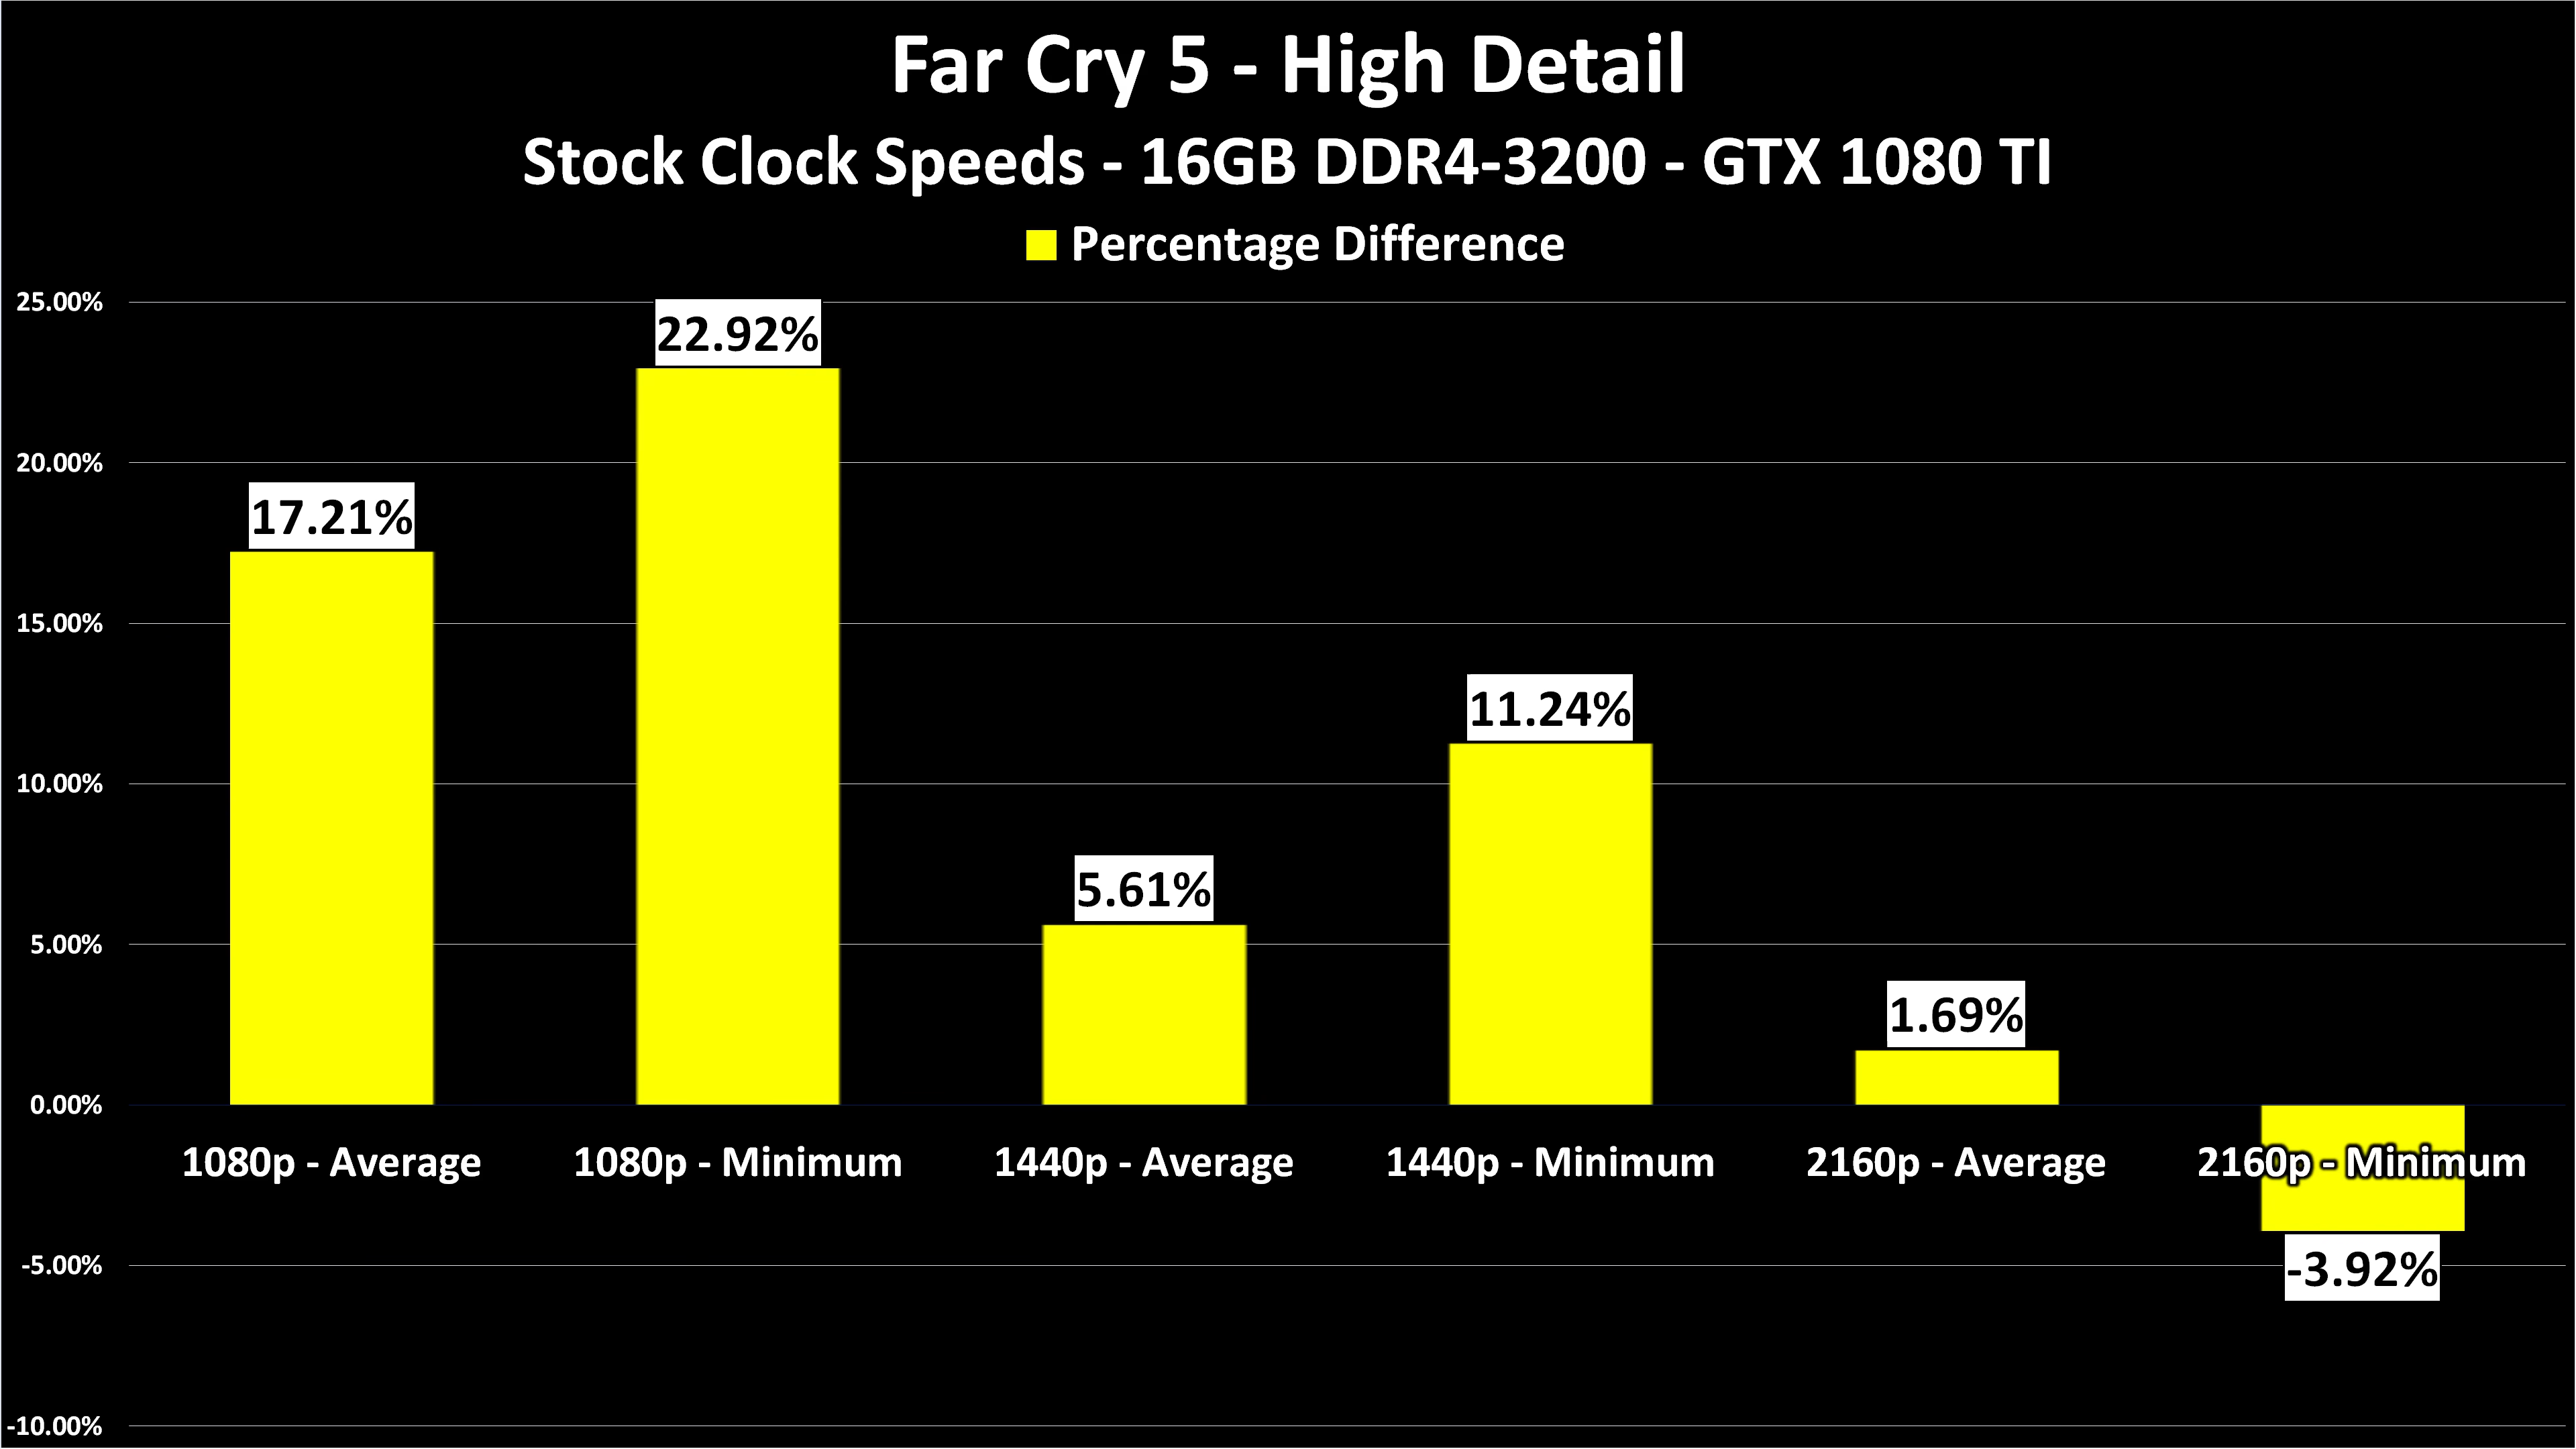 Far Cry 5 - High Detail
Stock Clock Speeds - 16GB DDR4-3200 - GTX 1080 TI
Percentage Difference
25.00%
20.00%
15.00%
10.00%
5.00%
0.00%
-5.00%
-10.00%
17.21%
22.92%
5.61%
11.24%
1.69%
-3.92%
1080p - Average
1080p - Minimum
1440p - Average
1440p - Minimum
2160p - Average
2160p - Minimum